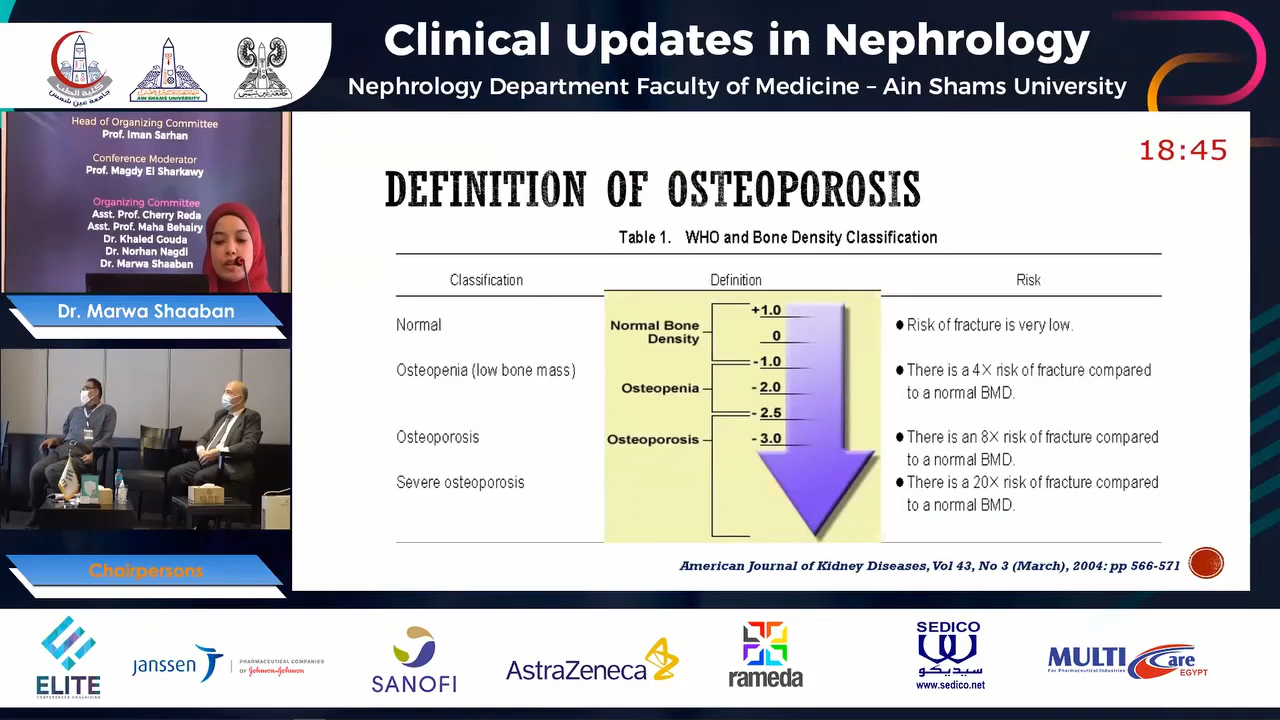 Clinical Updates in Nephrology
Nephrology Department Faculty of Medicine – Ain Shams University
AIN SHAMS UNIVERSITY
Head of Organizing Committee
Prof. Iman Sarhan
Conference Moderator
Prof. Magdy El Sharkawy
Organizing Committee
Asst. Prof. Cherry Reda
Asst. Prof. Maha Behairy
Dr. Khaled Gouda
Dr. Norhan Nagdi
Dr. Marwa Shaaban
Dr. Marwa Shaaban
Chairpersons
18:45
DEFINITION OF OSTEOPOROSIS
Table 1. WHO and Bone Density Classification
Classification Definition Risk
Normal
Osteopenia (low bone mass)
Osteoporosis
Severe osteoporosis
Normal Bone
Density
Osteopenia
Osteoporosis
+1.0
0
-1.0
-2.0
-2.5
-3.0
● Risk of fracture is very low.
● There is a 4× risk of fracture compared
to a normal BMD.
● There is an 8× risk of fracture compared
to a normal BMD.
● There is a 20× risk of fracture compared
to a normal BMD.
American Journal of Kidney Diseases, Vol 43, No 3 (March), 2004: pp 566-571
ELITE
CONFERENCES ORGANIZING
janssen
PHARMACEUTICAL COMPANIES
OF Johnson&Johnson
SANOFI
AstraZeneca
rameda
SEDICO
سيديكو
www.sedico.net
MULTI Care
For Pharmaceutical Industries
EGYPT